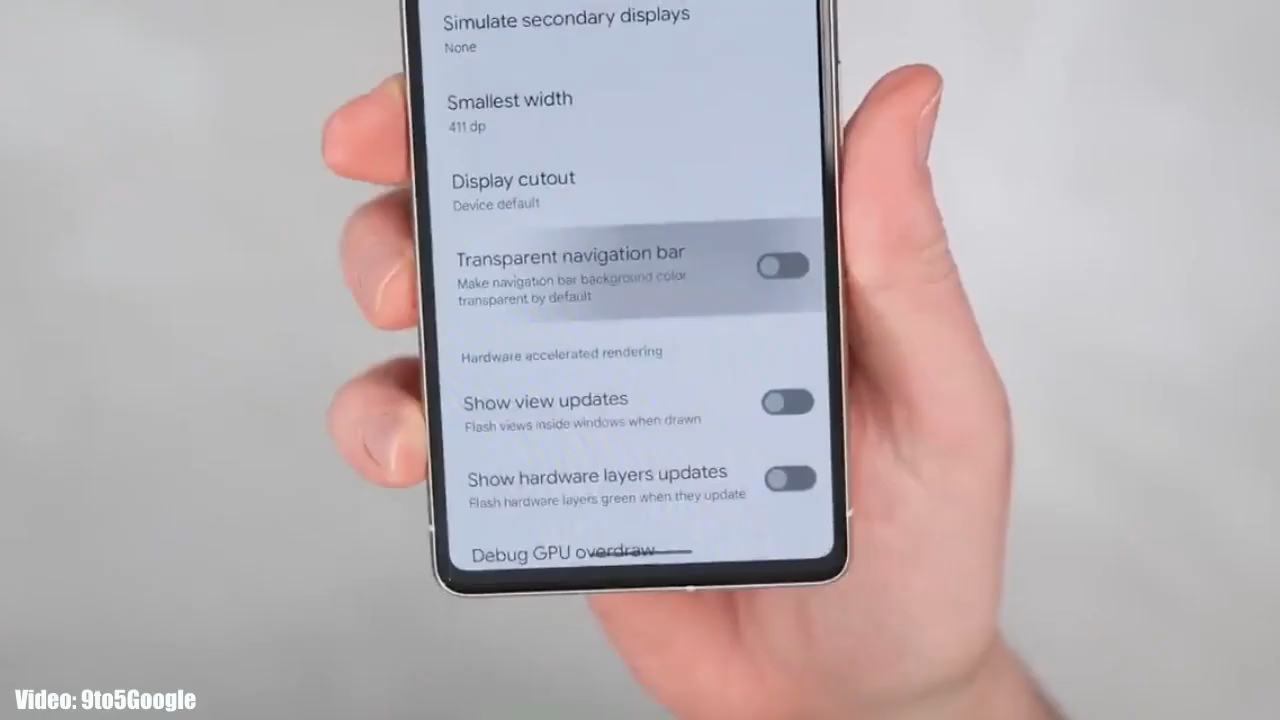 Simulate secondary displays
None
Smallest width
411 dp
Display cutout
Device default
Transparent navigation bar
Make navigation bar background color
transparent by default
Hardware accelerated rendering
Show view updates
Flash views inside windows when drawn
Show hardware layers updates
Flash hardware layers green when they update
Debug GPU overdraw
Video: 9to5Google